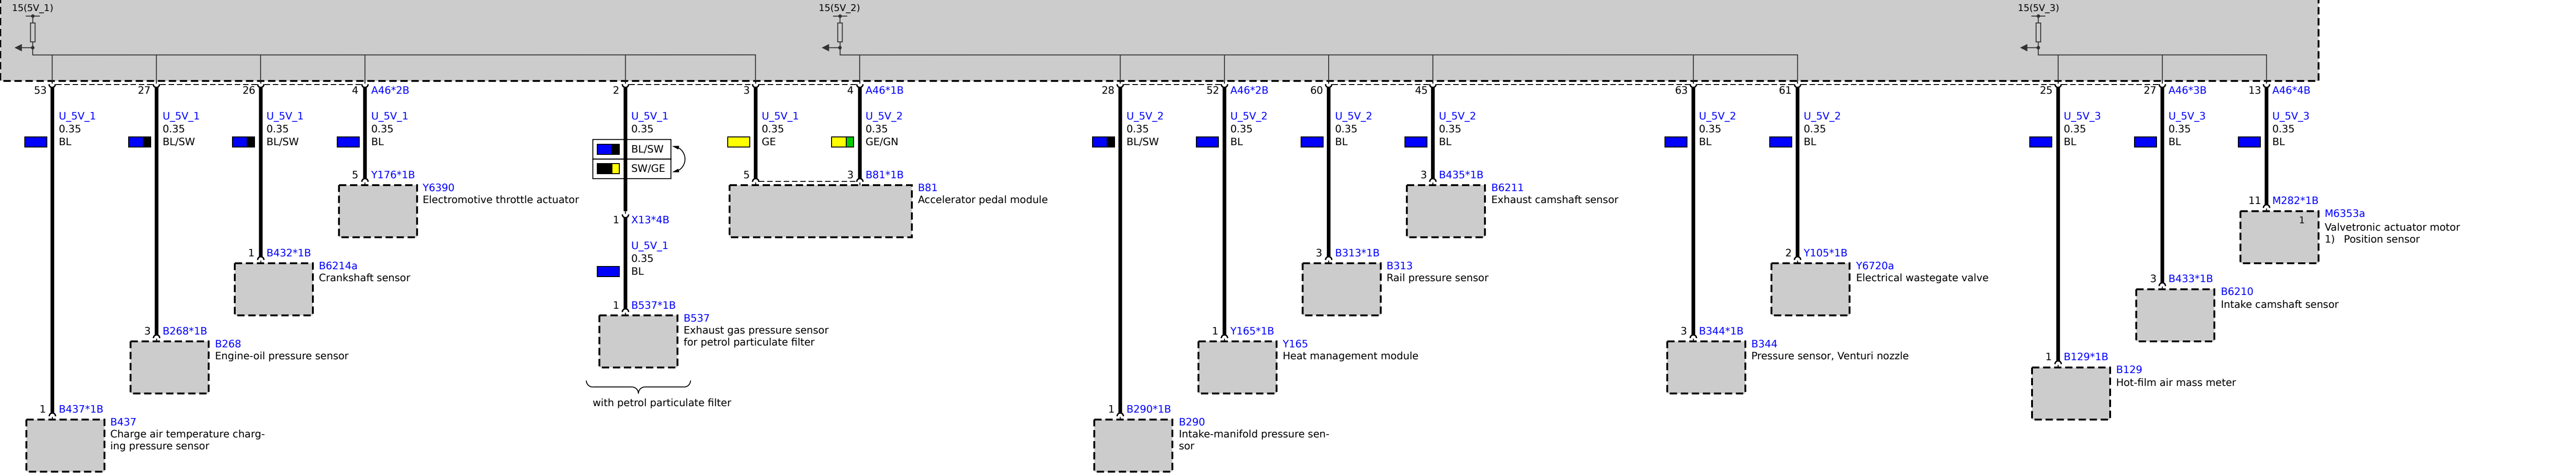 15(5V_1)
15(5V_2)
15(5V_3)
53
27
26
4
A46*2B
2
3
4
A46*1B
28
52
A46*2B
60
45
63
61
25
27
A46*3B
13
A46*4B
U_5V_1
0.35
BL
U_5V_1
0.35
BL/SW
U_5V_1
0.35
BL/SW
U_5V_1
0.35
BL
U_5V_1
0.35
BL/SW
SW/GE
U_5V_1
0.35
GE
U_5V_2
0.35
GE/GN
U_5V_2
0.35
BL/SW
U_5V_2
0.35
BL
U_5V_2
0.35
BL
U_5V_2
0.35
BL
U_5V_2
0.35
BL
U_5V_2
0.35
BL
U_5V_3
0.35
BL
U_5V_3
0.35
BL
U_5V_3
0.35
BL
5
Y176*1B
Y6390
Electromotive throttle actuator
5
3
B81*1B
B81
Accelerator pedal module
3
B435*1B
B6211
Exhaust camshaft sensor
11
M282*1B
1
M6353a
Valvetronic actuator motor
1) Position sensor
1
X13*4B
U_5V_1
0.35
BL
1
B432*1B
B6214a
Crankshaft sensor
3
B313*1B
B313
Rail pressure sensor
2
Y105*1B
Y6720a
Electrical wastegate valve
3
B433*1B
B6210
Intake camshaft sensor
1
B537*1B
B537
Exhaust gas pressure sensor
for petrol particulate filter
with petrol particulate filter
3
B268*1B
B268
Engine-oil pressure sensor
1
Y165*1B
Y165
Heat management module
3
B344*1B
B344
Pressure sensor, Venturi nozzle
1
B129*1B
B129
Hot-film air mass meter
1
B437*1B
B437
Charge air temperature charg-
ing pressure sensor
1
B290*1B
B290
Intake-manifold pressure sen-
sor